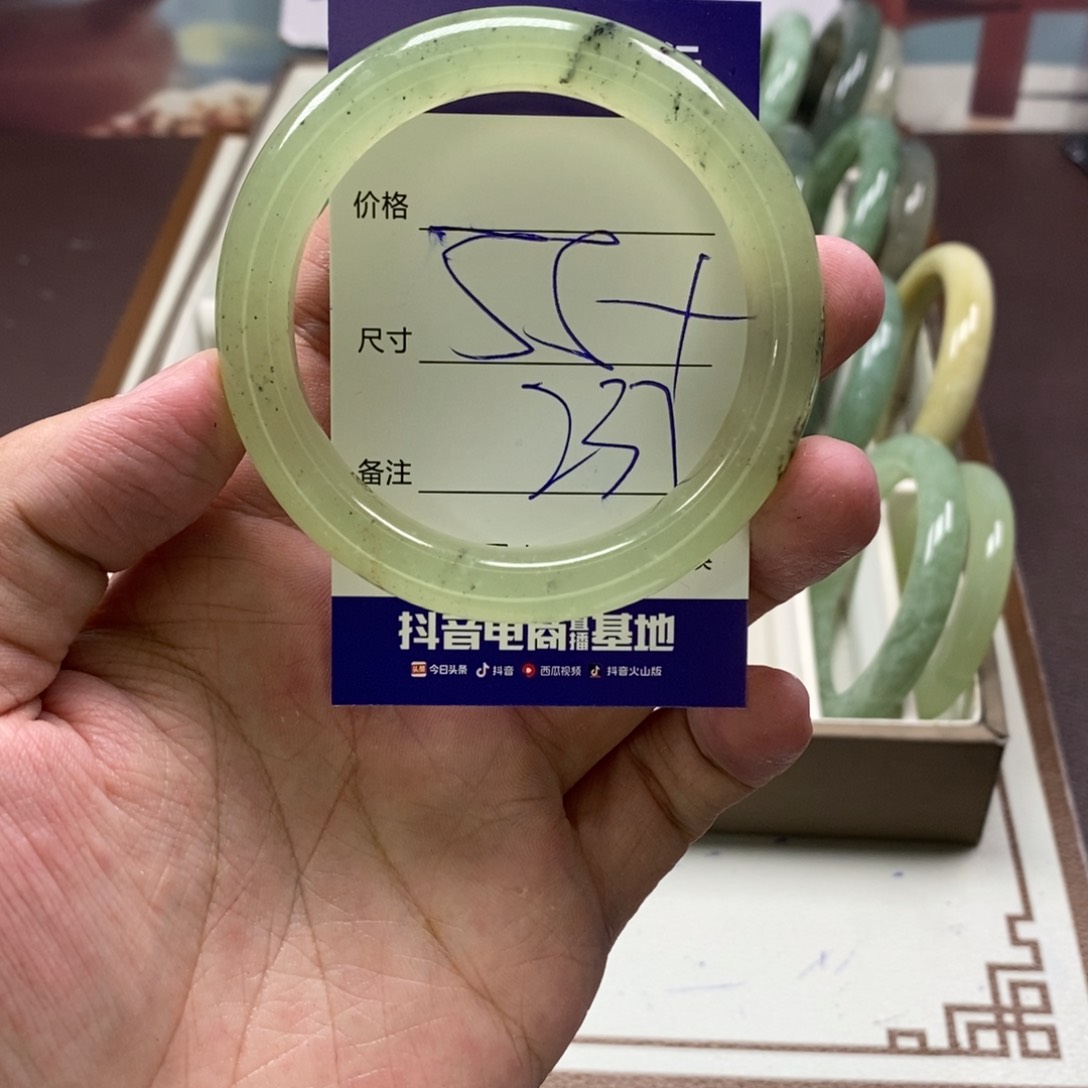 价格
尺寸
备注
237
抖音电商直播基地
今日头条 抖音 西瓜视频 抖音火山版